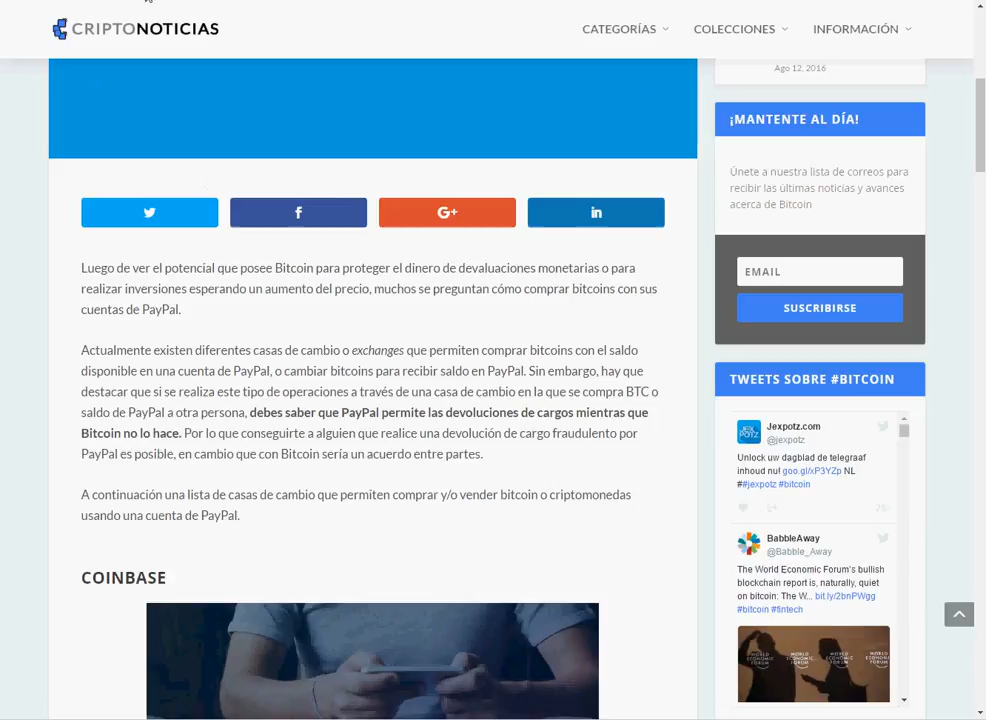 CRIPTONOTICIAS
CATEGORÍAS
COLECCIONES
INFORMACIÓN
Ago 12, 2016
Luego de ver el potencial que posee Bitcoin para proteger el dinero de devaluaciones monetarias o para
realizar inversiones esperando un aumento del precio, muchos se preguntan cómo comprar bitcoins con sus
cuentas de PayPal.
Actualmente existen diferentes casas de cambio o exchanges que permiten comprar bitcoins con el saldo
disponible en una cuenta de PayPal, o cambiar bitcoins para recibir saldo en PayPal. Sin embargo, hay que
destacar que si se realiza este tipo de operaciones a través de una casa de cambio en la que se compra BTC o
saldo de PayPal a otra persona, debes saber que PayPal permite las devoluciones de cargos mientras que
Bitcoin no lo hace. Por lo que conseguirte a alguien que realice una devolución de cargo fraudulento por
PayPal es posible, en cambio que con Bitcoin sería un acuerdo entre partes.
A continuación una lista de casas de cambio que permiten comprar y/o vender bitcoin o criptomonedas
usando una cuenta de PayPal.
COINBASE
¡MANTENTE AL DÍA!
Únete a nuestra lista de correos para
recibir las últimas noticias y avances
acerca de Bitcoin
EMAIL
SUSCRIBIRSE
TWEETS SOBRE #BITCOIN
Jexpotz.com
@jexpotz
Unlock uw dagblad de telegraaf
inhoud nu! goo.gl/xP3YZp NL
##jexpotz #bitcoin
BabbleAway
@Babble_Away
The World Economic Forum's bullish
blockchain report is, naturally, quiet
on bitcoin: The W... bit.ly/2bnPWgg
#bitcoin #fintech